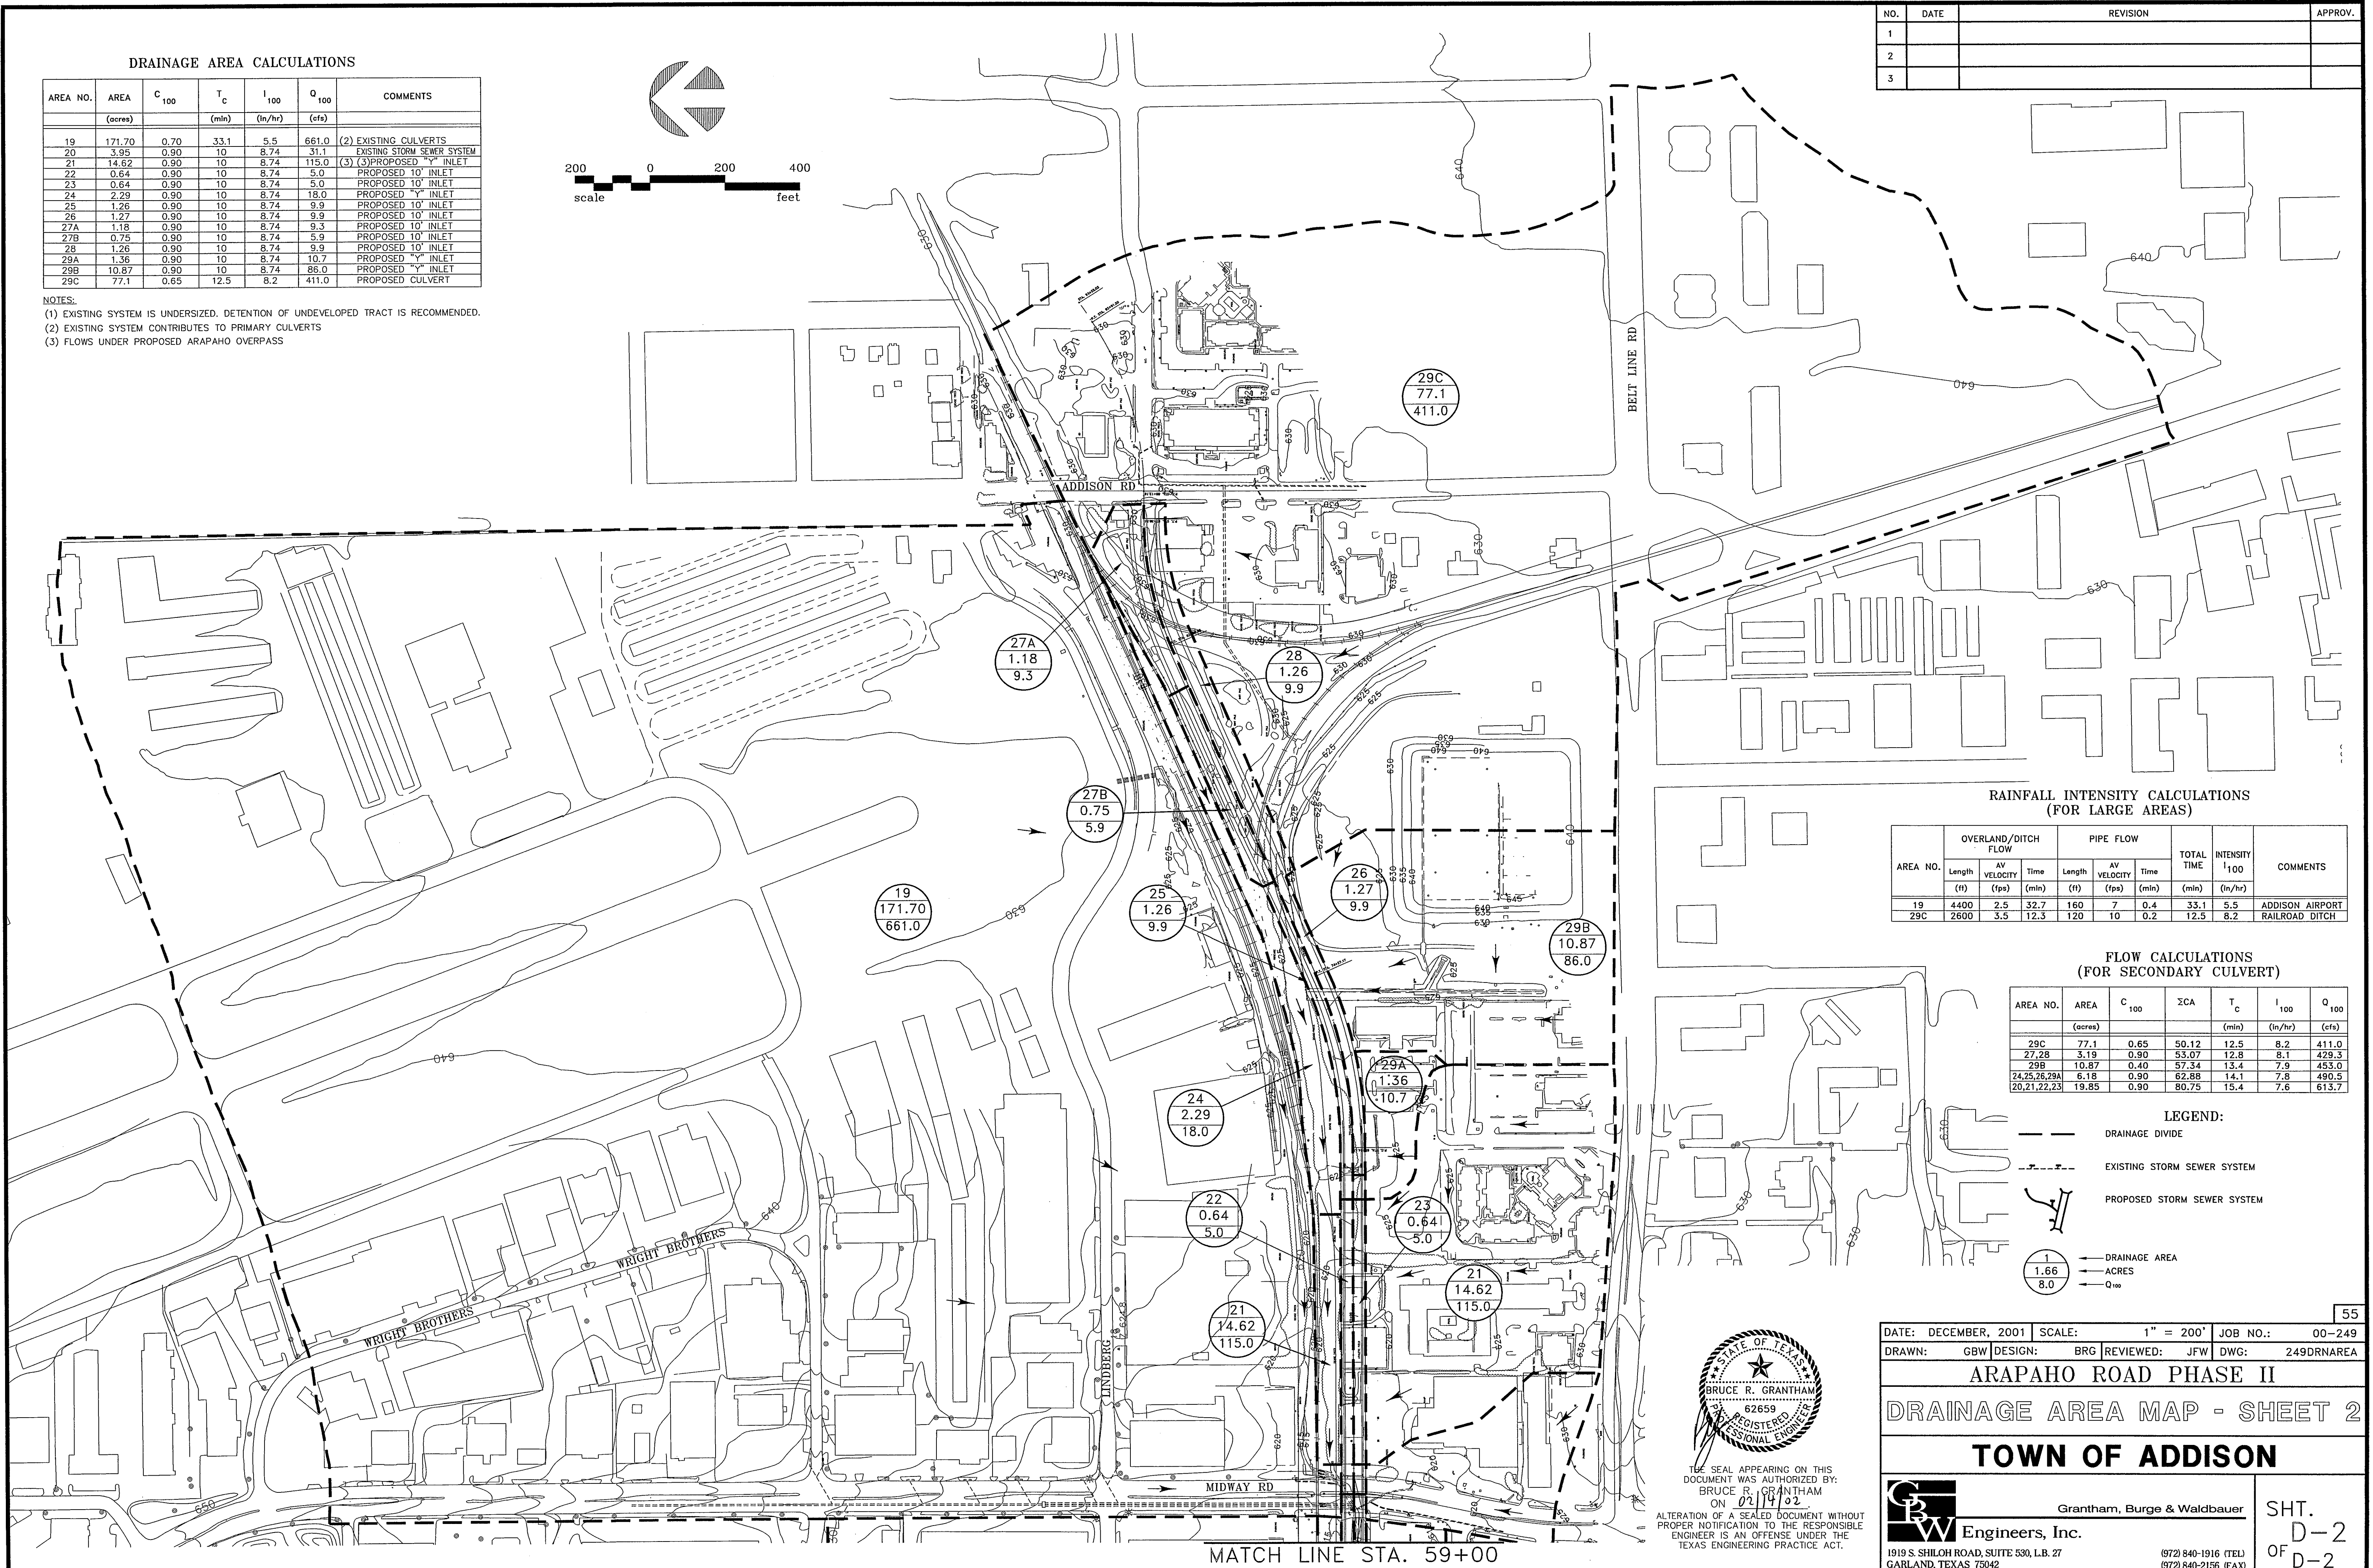 NO. DATE REVISION APPROV.
1
2
3
DRAINAGE AREA CALCULATIONS
AREA NO. AREA C100 TC I100 Q100 COMMENTS
(acres) (min) (in/hr) (cfs)
19 171.70 0.70 33.1 5.5 661.0 (2) EXISTING CULVERTS
20 3.95 0.90 10 8.74 31.1 EXISTING STORM SEWER SYSTEM
21 14.62 0.90 10 8.74 115.0 (3) (3)PROPOSED "Y" INLET
22 0.64 0.90 10 8.74 5.0 PROPOSED 10' INLET
23 0.64 0.90 10 8.74 5.0 PROPOSED 10' INLET
24 2.29 0.90 10 8.74 18.0 PROPOSED "Y" INLET
25 1.26 0.90 10 8.74 9.9 PROPOSED 10' INLET
26 1.27 0.90 10 8.74 9.9 PROPOSED 10' INLET
27A 1.18 0.90 10 8.74 9.3 PROPOSED 10' INLET
27B 0.75 0.90 10 8.74 5.9 PROPOSED 10' INLET
28 1.26 0.90 10 8.74 9.9 PROPOSED 10' INLET
29A 1.36 0.90 10 8.74 10.7 PROPOSED "Y" INLET
29B 10.87 0.90 10 8.74 86.0 PROPOSED "Y" INLET
29C 77.1 0.65 12.5 8.2 411.0 PROPOSED CULVERT
NOTES:
(1) EXISTING SYSTEM IS UNDERSIZED. DETENTION OF UNDEVELOPED TRACT IS RECOMMENDED.
(2) EXISTING SYSTEM CONTRIBUTES TO PRIMARY CULVERTS
(3) FLOWS UNDER PROPOSED ARAPAHO OVERPASS
200 0 200 400
scale feet
640
630
640
640
BELT LINE RD
29C
77.1
411.0
ADDISON RD
630
630
27A
1.18
9.3
28
1.26
9.9
27B
0.75
5.9
19
171.70
661.0
630
25
1.26
9.9
26
1.27
9.9
29B
10.87
86.0
640
29A
1.36
10.7
24
2.29
18.0
22
0.64
5.0
23
0.64
5.0
21
14.62
115.0
21
14.62
115.0
640
WRIGHT BROTHERS
WRIGHT BROTHERS
LINDBERG
650
MIDWAY RD
MATCH LINE STA. 59+00
RAINFALL INTENSITY CALCULATIONS
(FOR LARGE AREAS)
AREA NO. OVERLAND/DITCH FLOW PIPE FLOW TOTAL TIME INTENSITY I100 COMMENTS
Length AV VELOCITY Time Length AV VELOCITY Time
(ft) (fps) (min) (ft) (fps) (min) (min) (in/hr)
19 4400 2.5 32.7 160 7 0.4 33.1 5.5 ADDISON AIRPORT
29C 2600 3.5 12.3 120 10 0.2 12.5 8.2 RAILROAD DITCH
FLOW CALCULATIONS
(FOR SECONDARY CULVERT)
AREA NO. AREA C100 ΣCA TC I100 Q100
(acres) (min) (in/hr) (cfs)
29C 77.1 0.65 50.12 12.5 8.2 411.0
27,28 3.19 0.90 53.07 12.8 8.1 429.3
29B 10.87 0.40 57.34 13.4 7.9 453.0
24,25,26,29A 6.18 0.90 62.88 14.1 7.8 490.5
20,21,22,23 19.85 0.90 80.75 15.4 7.6 613.7
LEGEND:
DRAINAGE DIVIDE
EXISTING STORM SEWER SYSTEM
PROPOSED STORM SEWER SYSTEM
1 DRAINAGE AREA
1.66 ACRES
8.0 Q100
STATE OF TEXAS
BRUCE R. GRANTHAM
62659
REGISTERED
PROFESSIONAL ENGINEER
THE SEAL APPEARING ON THIS
DOCUMENT WAS AUTHORIZED BY:
BRUCE R. GRANTHAM
ON 02/14/02.
ALTERATION OF A SEALED DOCUMENT WITHOUT
PROPER NOTIFICATION TO THE RESPONSIBLE
ENGINEER IS AN OFFENSE UNDER THE
TEXAS ENGINEERING PRACTICE ACT.
55
DATE: DECEMBER, 2001 SCALE: 1" = 200' JOB NO.: 00-249
DRAWN: GBW DESIGN: BRG REVIEWED: JFW DWG: 249DRNAREA
ARAPAHO ROAD PHASE II
DRAINAGE AREA MAP - SHEET 2
TOWN OF ADDISON
GBW
Grantham, Burge & Waldbauer
Engineers, Inc.
1919 S. SHILOH ROAD, SUITE 530, L.B. 27 (972) 840-1916 (TEL)
GARLAND, TEXAS 75042 (972) 840-2156 (FAX)
SHT. D-2
OF D-2